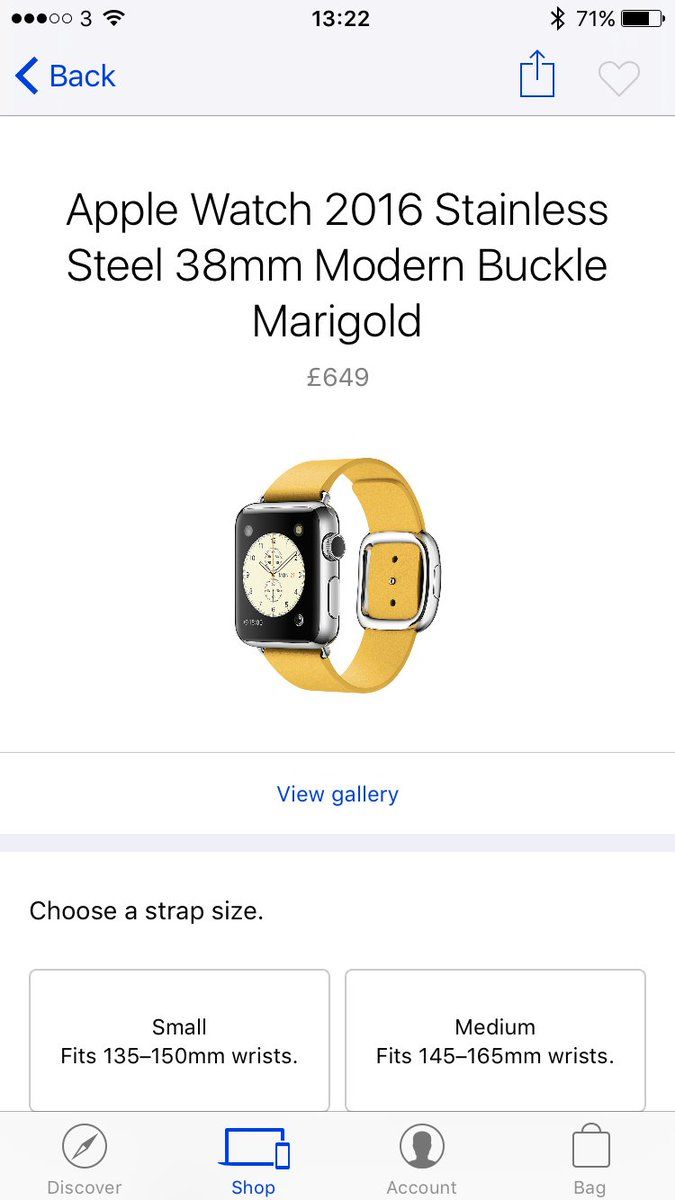 3 13:22 71%
Back
Apple Watch 2016 Stainless
Steel 38mm Modern Buckle
Marigold
£649
View gallery
Choose a strap size.
Small
Fits 135–150mm wrists.
Medium
Fits 145–165mm wrists.
Discover
Shop
Account
Bag